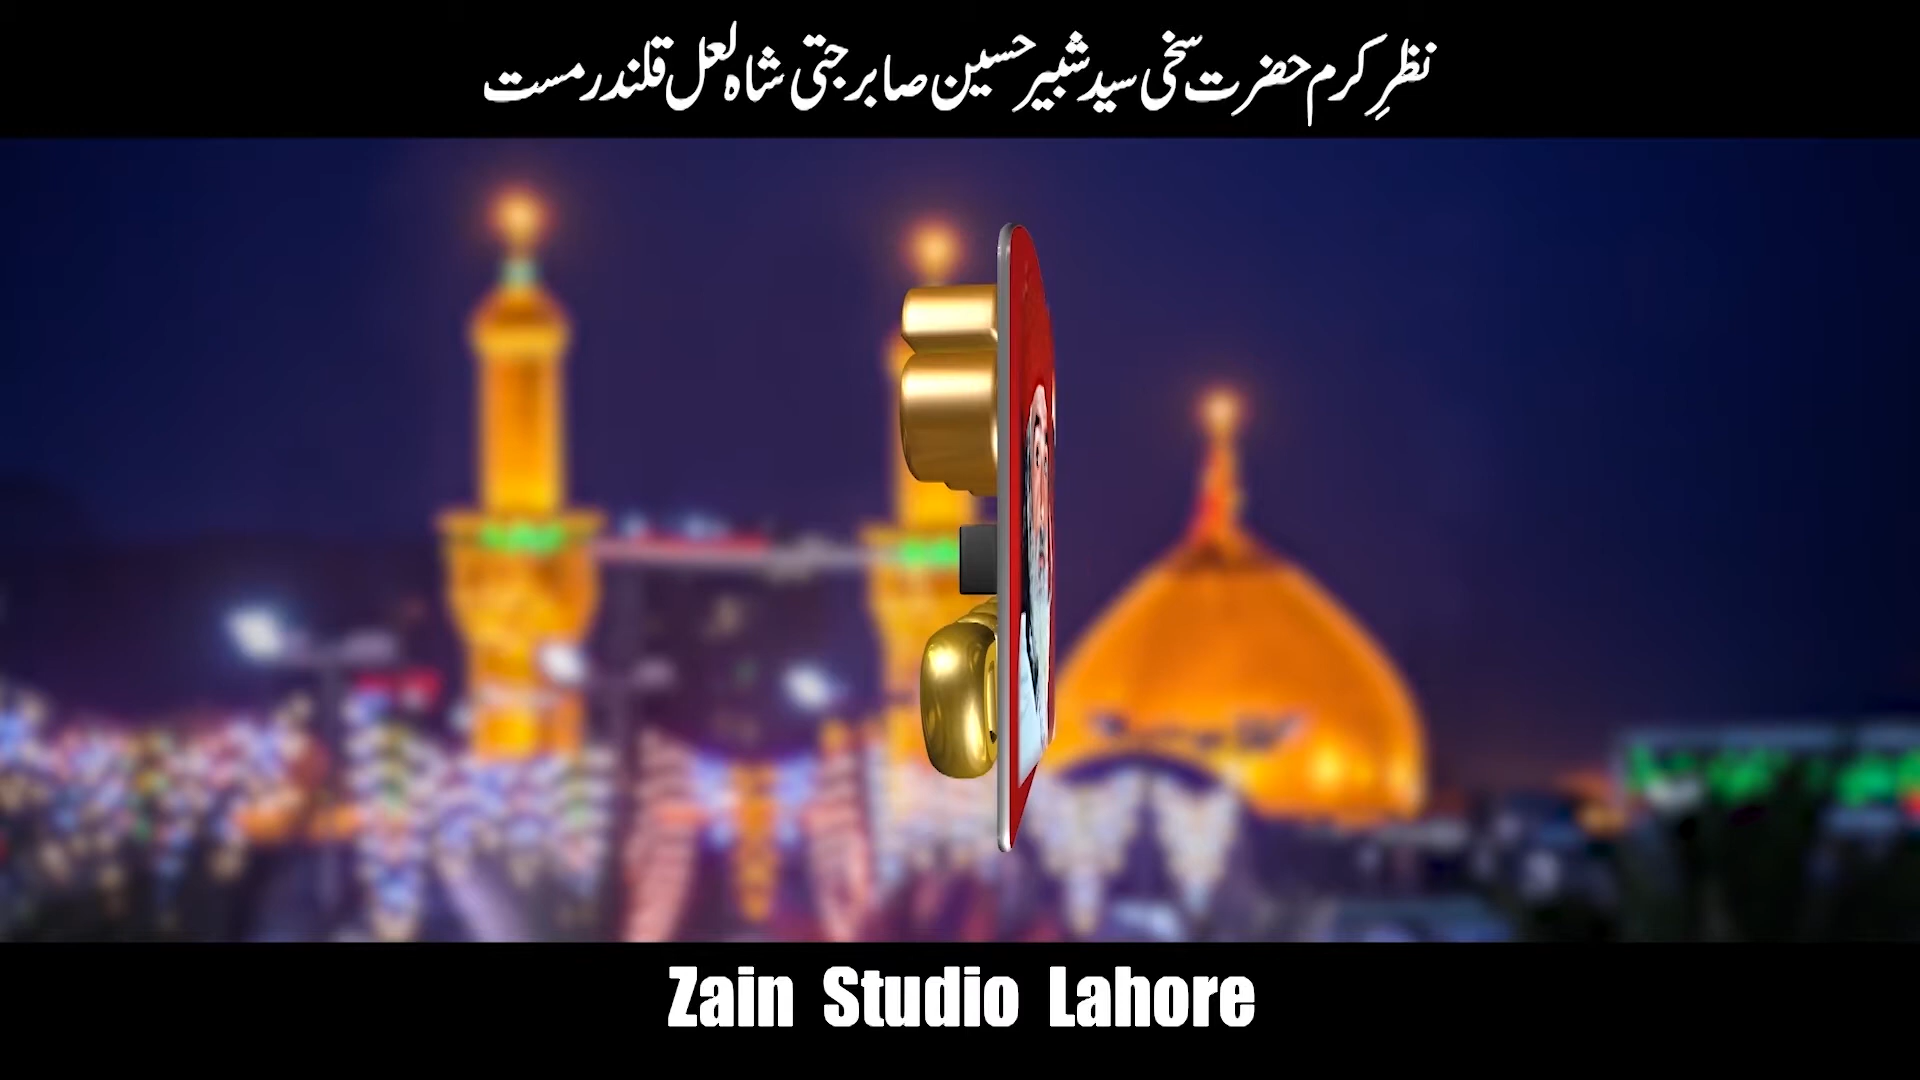 نظرِ کرم حضرت سخی سید شبیر حسین صابر جتی شاہ لعل قلندر مست
Zain Studio Lahore